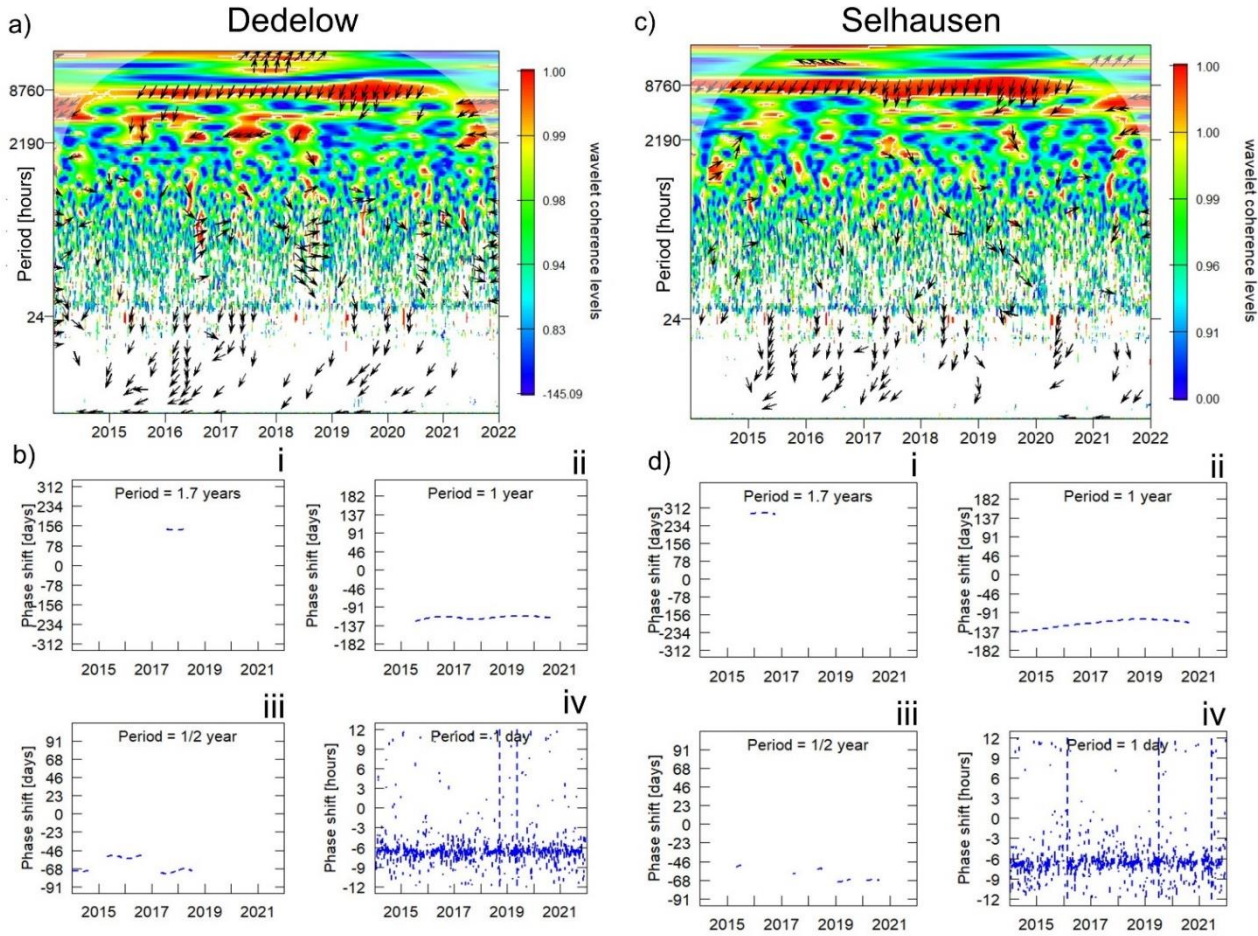 a) Dedelow
Period [hours]
8760
2190
24
2015 2016 2017 2018 2019 2020 2021 2022
1.00
0.99
0.98
0.94
0.83
-145.09
wavelet coherence levels
c) Selhausen
Period [hours]
8760
2190
24
2015 2016 2017 2018 2019 2020 2021 2022
1.00
1.00
0.99
0.96
0.91
0.00
wavelet coherence levels
b)
i
Period = 1.7 years
Phase shift [days]
312
234
156
78
0
-78
-156
-234
-312
2015 2017 2019 2021
ii
Period = 1 year
Phase shift [days]
182
137
91
46
0
-46
-91
-137
-182
2015 2017 2019 2021
iii
Period = 1/2 year
Phase shift [days]
91
68
46
23
0
-23
-46
-68
-91
2015 2017 2019 2021
iv
Period = 1 day
Phase shift [hours]
12
9
6
3
0
-3
-6
-9
-12
2015 2017 2019 2021
d)
i
Period = 1.7 years
Phase shift [days]
312
234
156
78
0
-78
-156
-234
-312
2015 2017 2019 2021
ii
Period = 1 year
Phase shift [days]
182
137
91
46
0
-46
-91
-137
-182
2015 2017 2019 2021
iii
Period = 1/2 year
Phase shift [days]
91
68
46
23
0
-23
-46
-68
-91
2015 2017 2019 2021
iv
Period = 1 day
Phase shift [hours]
12
9
6
3
0
-3
-6
-9
-12
2015 2017 2019 2021